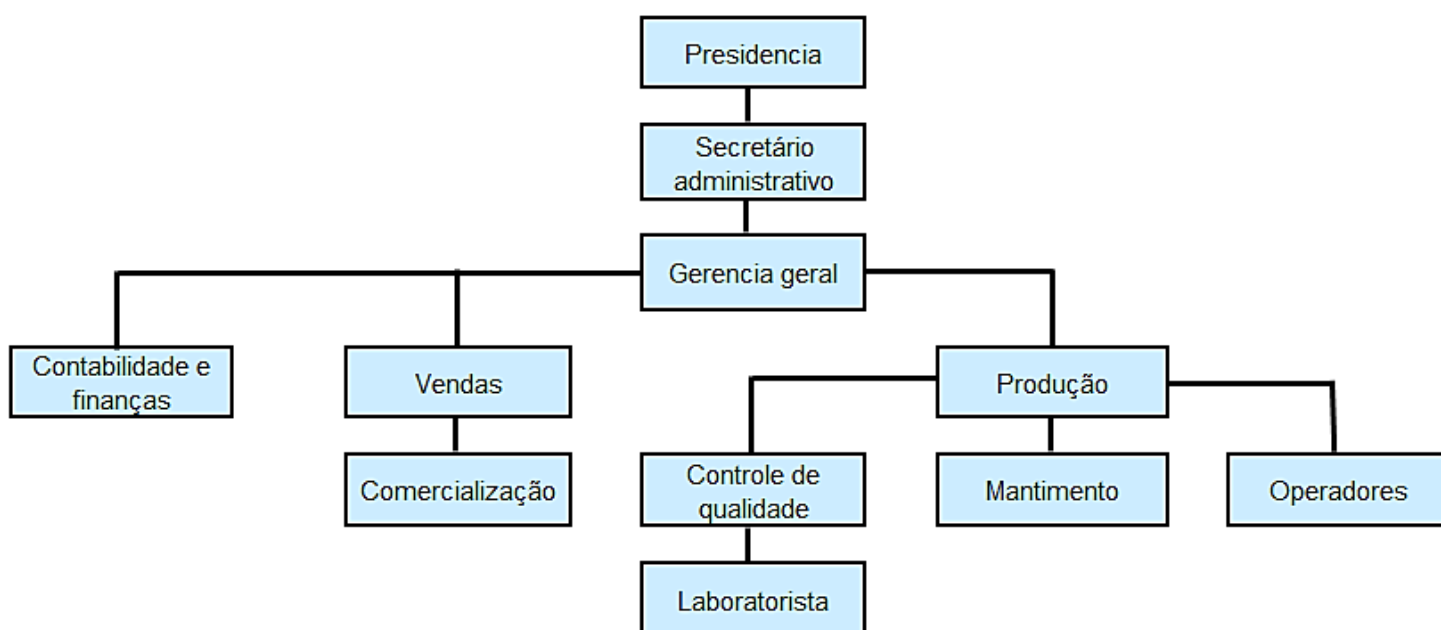 Presidencia
Secretário
administrativo
Gerencia geral
Contabilidade e
finanças
Vendas
Produção
Comercialização
Controle de
qualidade
Mantimento
Operadores
Laboratorista